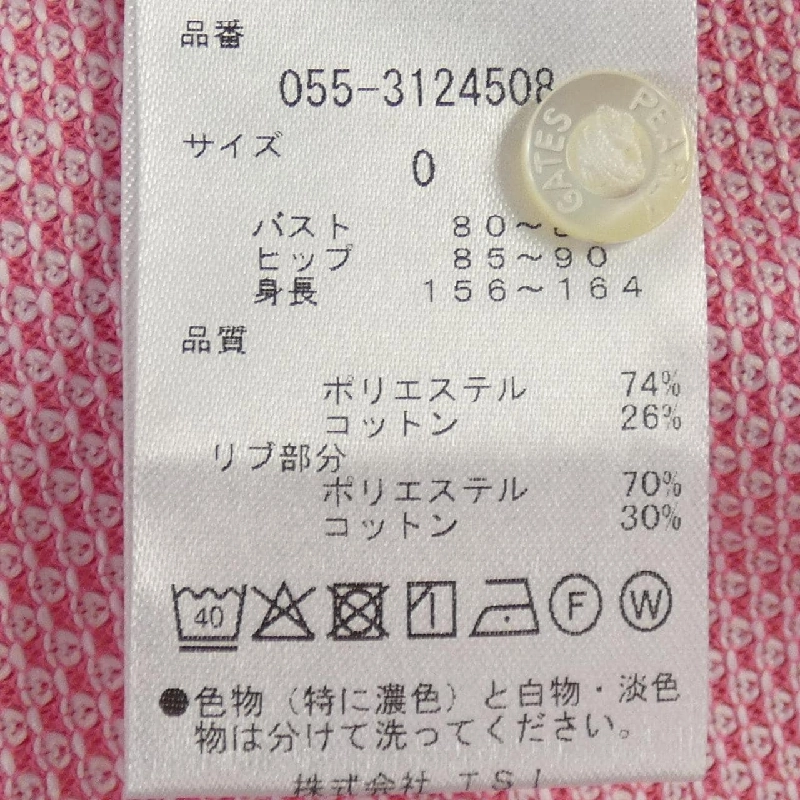 品番
055-3124508
サイズ
0
PEARLY
GATES
バスト 80〜
ヒップ 85〜90
身長 156〜164
品質
ポリエステル 74%
コットン 26%
リブ部分
ポリエステル 70%
コットン 30%
40
F
W
●色物（特に濃色）と白物・淡色
物は分けて洗ってください。
株式会社 TSI